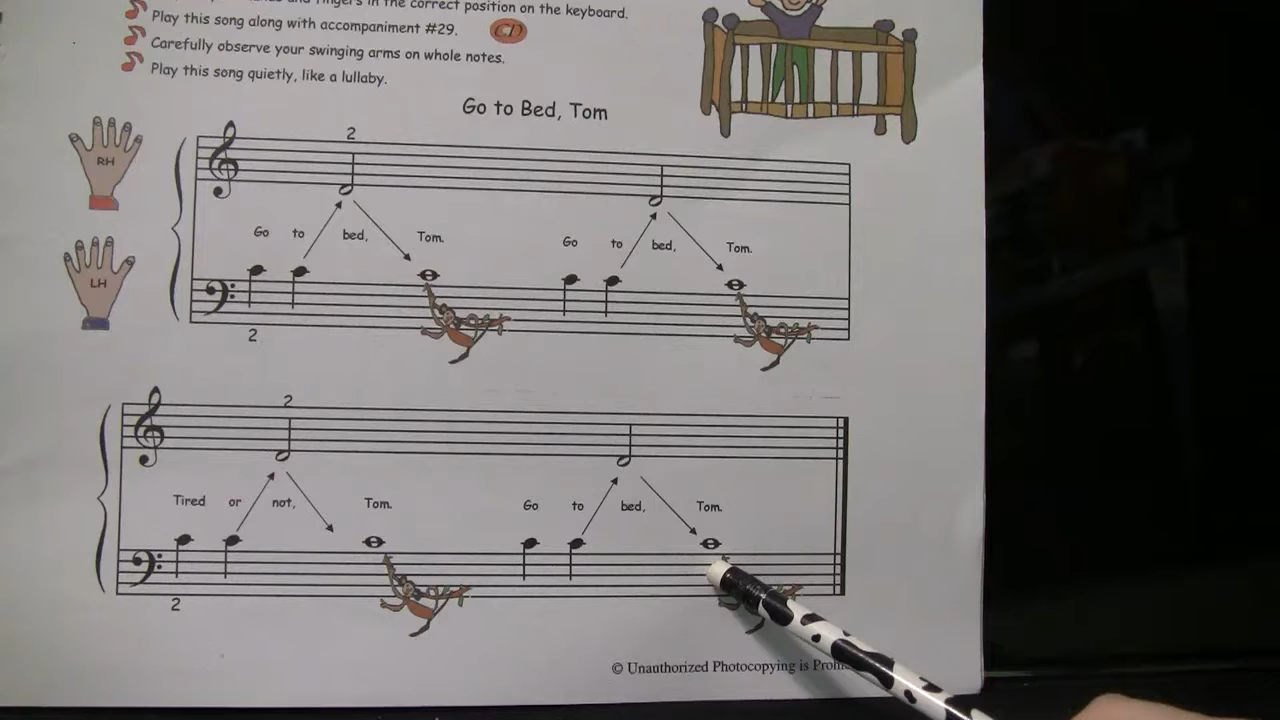 fingers in the correct position on the keyboard.
Play this song along with accompaniment #29. CD
Carefully observe your swinging arms on whole notes.
Play this song quietly, like a lullaby.
Go to Bed, Tom
RH
2
Go to bed, Tom. Go to bed, Tom.
LH
2
2
Tired or not, Tom. Go to bed, Tom.
2
© Unauthorized Photocopying is